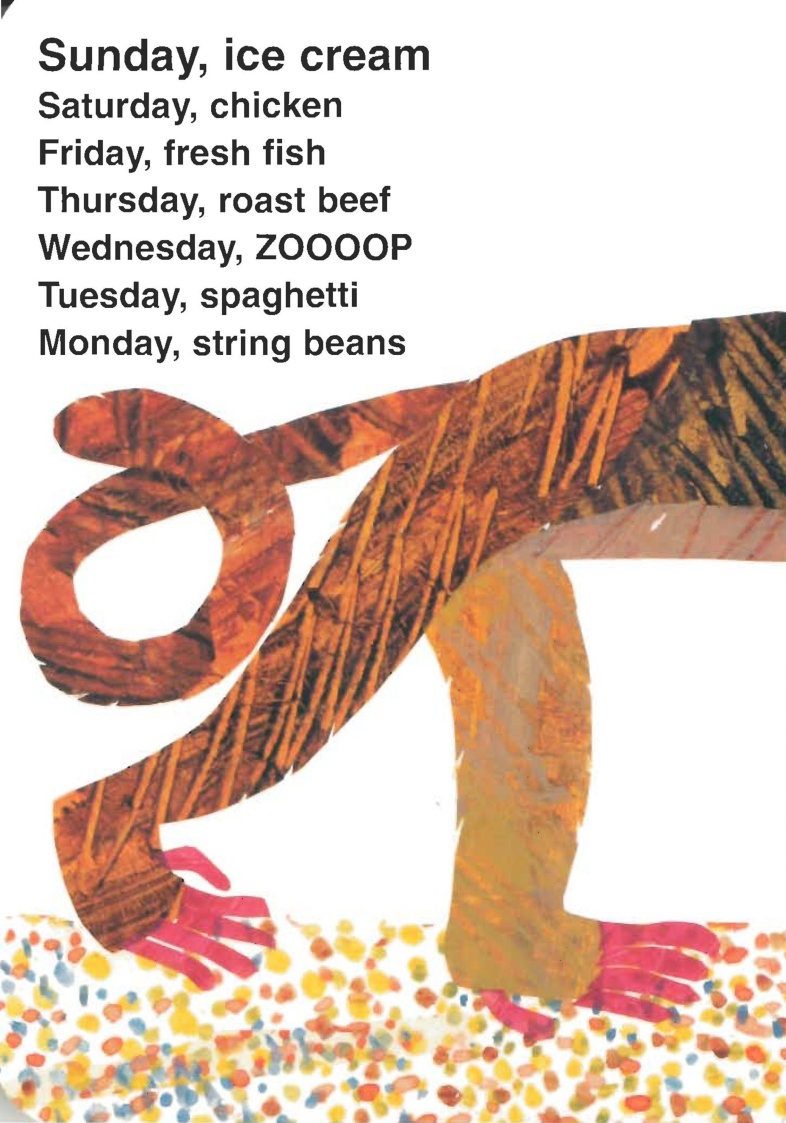 Sunday, ice cream
Saturday, chicken
Friday, fresh fish
Thursday, roast beef
Wednesday, ZOOOOP
Tuesday, spaghetti
Monday, string beans